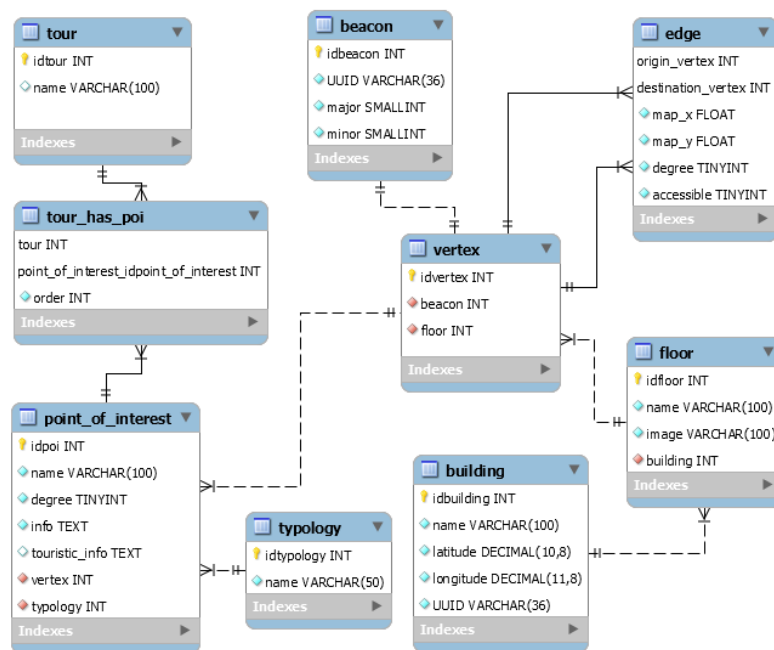 tour
idtour INT
name VARCHAR(100)
Indexes
beacon
idbeacon INT
UUID VARCHAR(36)
major SMALLINT
minor SMALLINT
Indexes
edge
origin_vertex INT
destination_vertex INT
map_x FLOAT
map_y FLOAT
degree TINYINT
accessible TINYINT
Indexes
tour_has_poi
tour INT
point_of_interest_idpoint_of_interest INT
order INT
Indexes
vertex
idvertex INT
beacon INT
floor INT
Indexes
floor
idfloor INT
name VARCHAR(100)
image VARCHAR(100)
building INT
Indexes
point_of_interest
idpoi INT
name VARCHAR(100)
degree TINYINT
info TEXT
touristic_info TEXT
vertex INT
typology INT
Indexes
typology
idtypology INT
name VARCHAR(50)
Indexes
building
idbuilding INT
name VARCHAR(100)
latitude DECIMAL(10,8)
longitude DECIMAL(11,8)
UUID VARCHAR(36)
Indexes